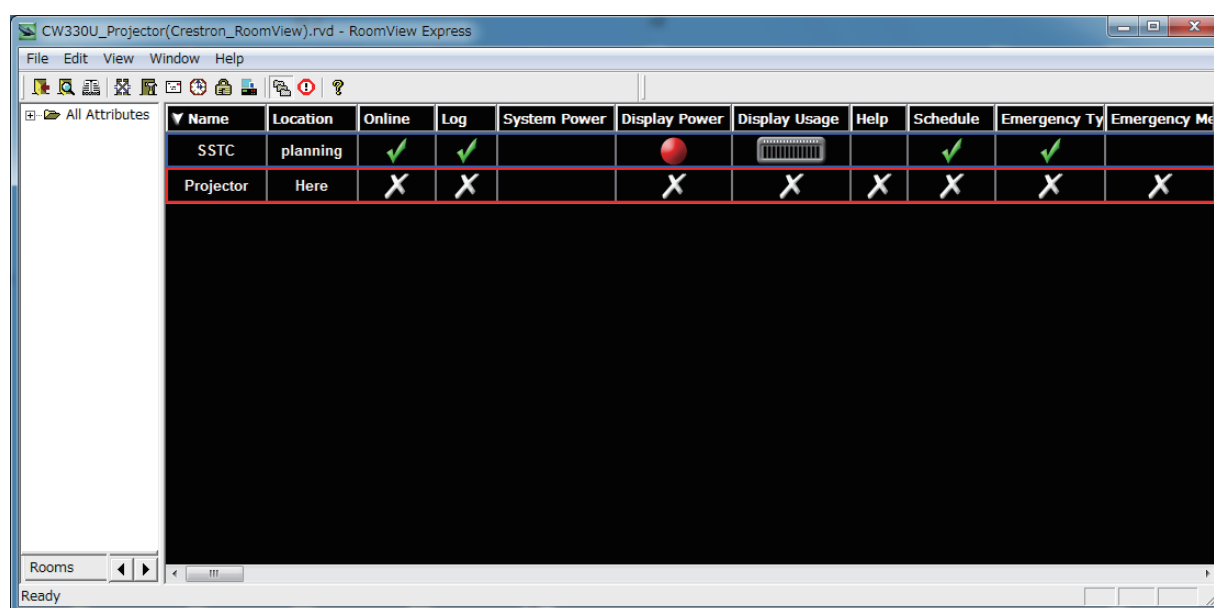 CW330U_Projector(Crestron_RoomView).rvd - RoomView Express
File Edit View Window Help
All Attributes
Name Location Online Log System Power Display Power Display Usage Help Schedule Emergency Ty Emergency Me
SSTC planning
Projector Here
Rooms
Ready